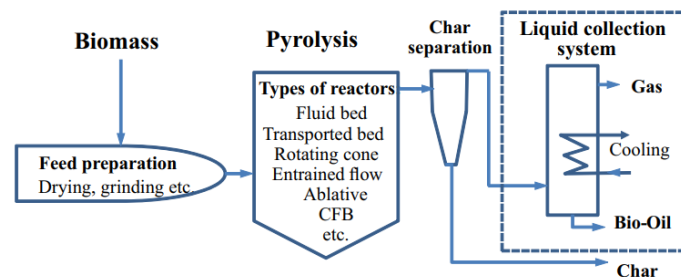 Biomass
Feed preparation
Drying, grinding etc.
Pyrolysis
Types of reactors
Fluid bed
Transported bed
Rotating cone
Entrained flow
Ablative
CFB
etc.
Char
separation
Liquid collection
system
Gas
Cooling
Bio-Oil
Char